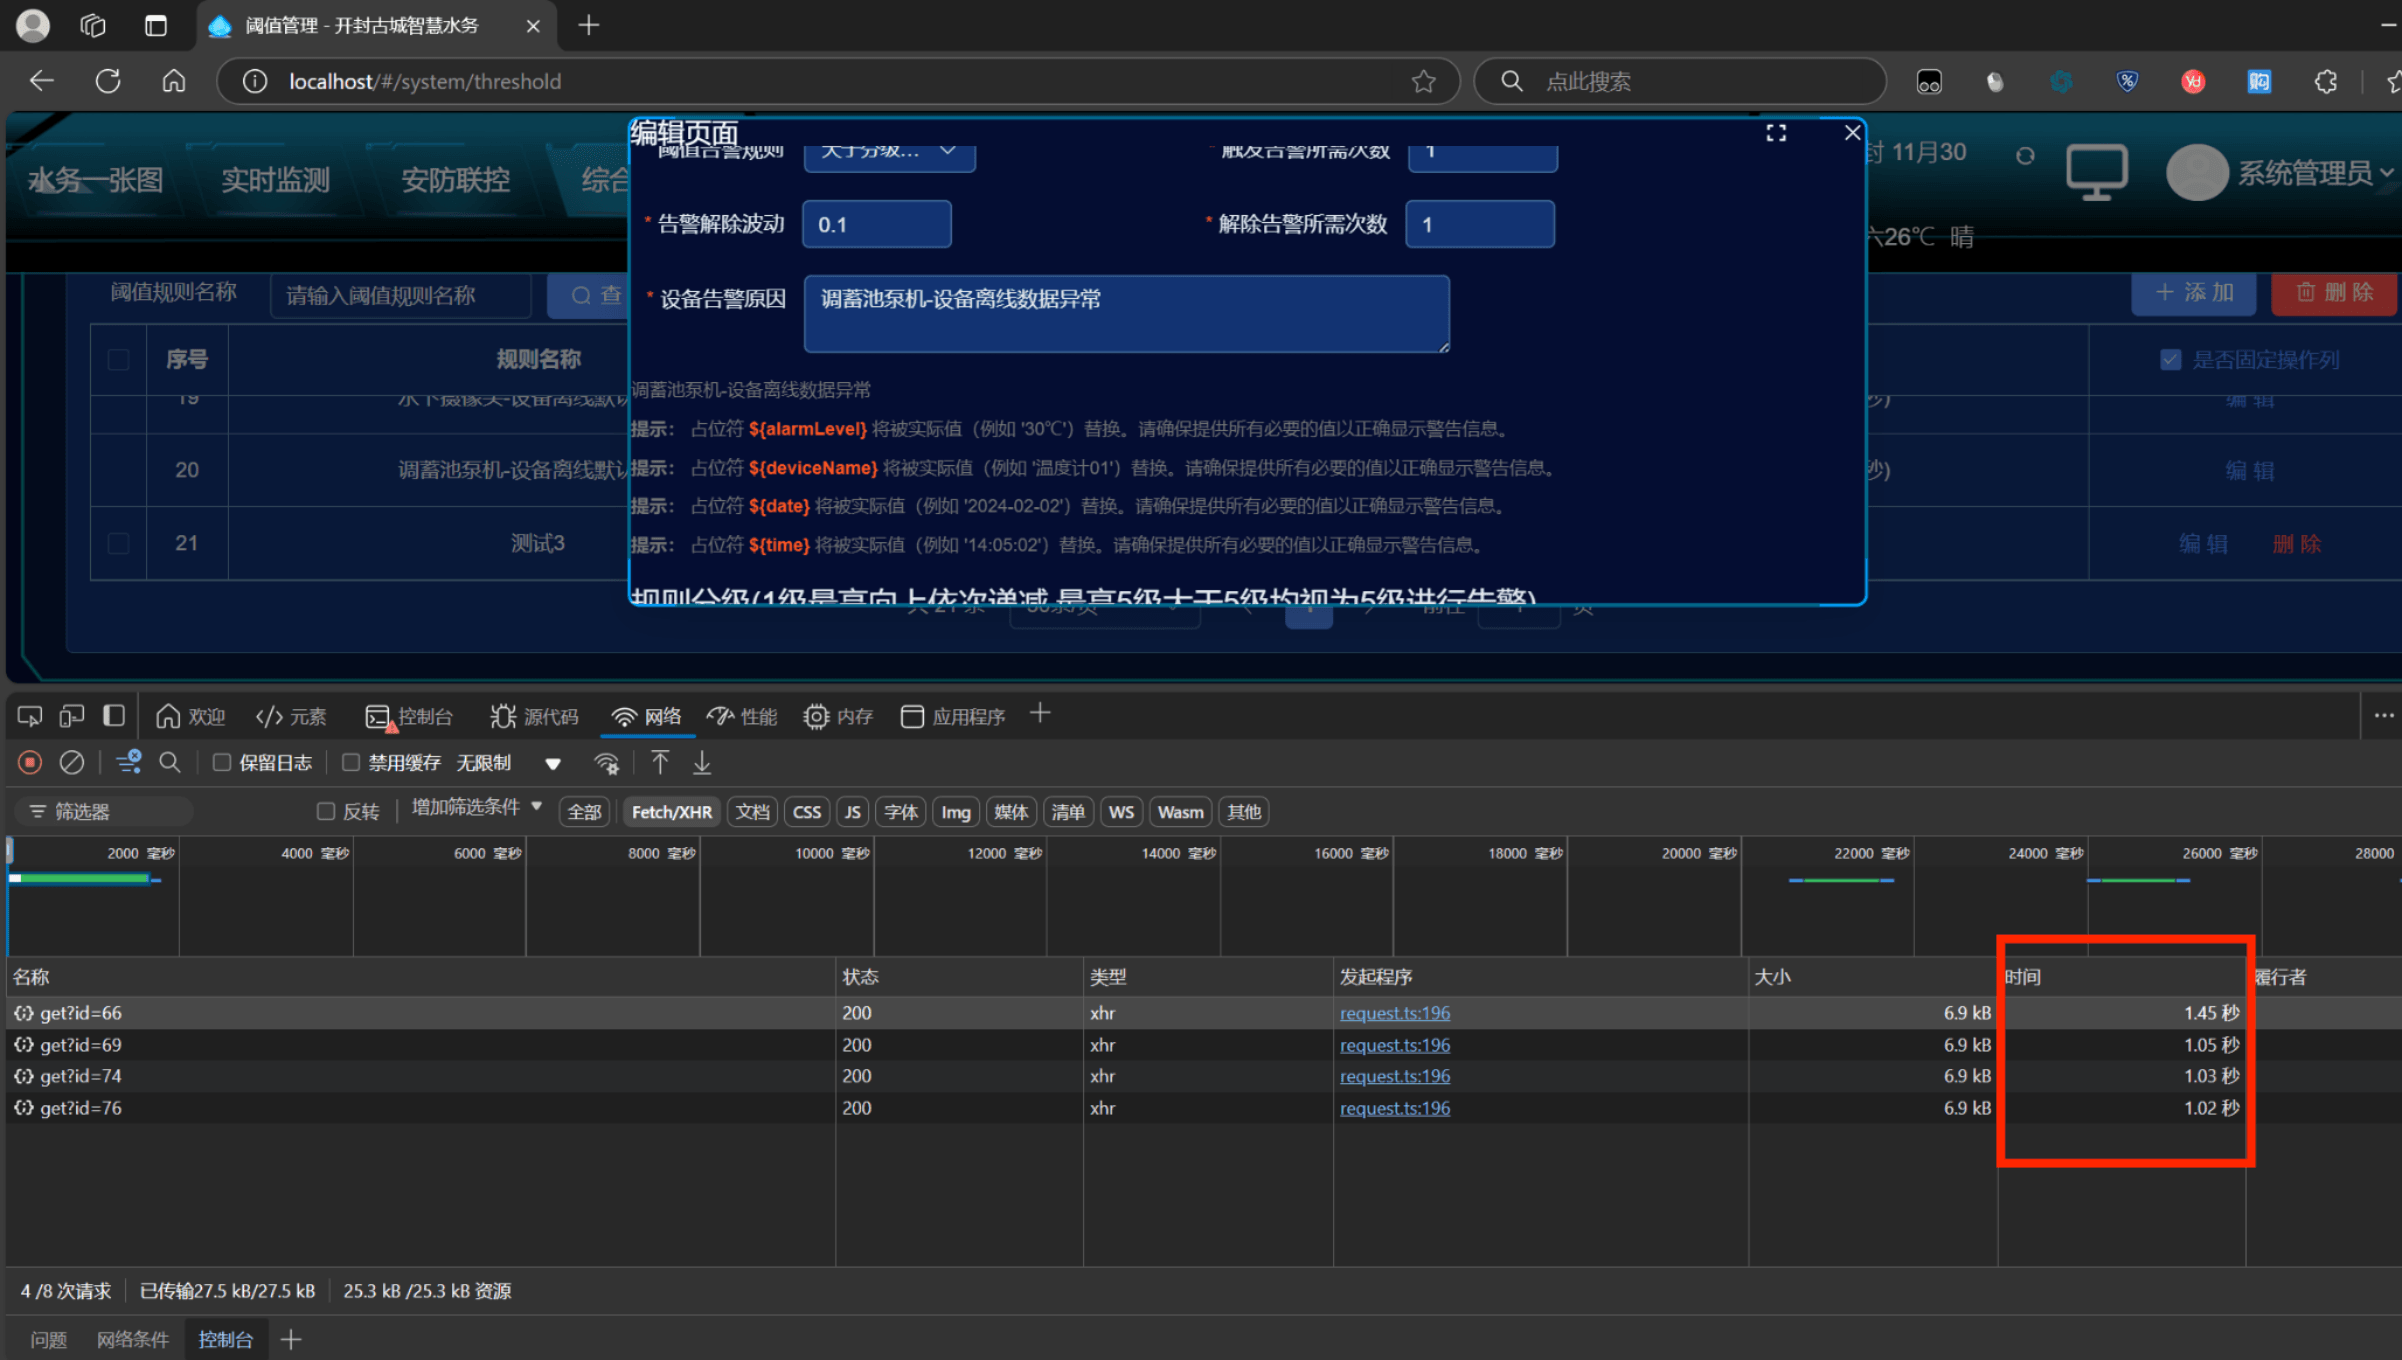 阈值管理 - 开封古城智慧水务
localhost/#/system/threshold
点此搜索
水务一张图
实时监测
安防联控
综合
编辑页面
封 11月30
系统管理员
六26℃ 晴
阈值告警规则
大于分级...
* 触发告警所需次数
1
* 告警解除波动
0.1
* 解除告警所需次数
1
* 设备告警原因
调蓄池泵机-设备离线数据异常
调蓄池泵机-设备离线数据异常
提示： 占位符 ${alarmLevel} 将被实际值（例如 '30℃'）替换。请确保提供所有必要的值以正确显示警告信息。
提示： 占位符 ${deviceName} 将被实际值（例如 '温度计01'）替换。请确保提供所有必要的值以正确显示警告信息。
提示： 占位符 ${date} 将被实际值（例如 '2024-02-02'）替换。请确保提供所有必要的值以正确显示警告信息。
提示： 占位符 ${time} 将被实际值（例如 '14:05:02'）替换。请确保提供所有必要的值以正确显示警告信息。
规则分级(1级最高向上依次递减,最高5级大于5级均视为5级进行告警)
阈值规则名称
请输入阈值规则名称
查
添 加
删 除
序号
规则名称
是否固定操作列
19
水下摄像头-设备离线默认
秒)
编 辑
20
调蓄池泵机-设备离线默认
秒)
编 辑
21
测试3
编 辑
删 除
共 21 条
前往
页
欢迎
元素
控制台
源代码
网络
性能
内存
应用程序
保留日志
禁用缓存
无限制
筛选器
反转
增加筛选条件
全部
Fetch/XHR
文档
CSS
JS
字体
Img
媒体
清单
WS
Wasm
其他
2000 毫秒
4000 毫秒
6000 毫秒
8000 毫秒
10000 毫秒
12000 毫秒
14000 毫秒
16000 毫秒
18000 毫秒
20000 毫秒
22000 毫秒
24000 毫秒
26000 毫秒
28000
名称
状态
类型
发起程序
大小
时间
履行者
get?id=66 200 xhr request.ts:196 6.9 kB 1.45 秒
get?id=69 200 xhr request.ts:196 6.9 kB 1.05 秒
get?id=74 200 xhr request.ts:196 6.9 kB 1.03 秒
get?id=76 200 xhr request.ts:196 6.9 kB 1.02 秒
4 /8 次请求
已传输27.5 kB/27.5 kB
25.3 kB /25.3 kB 资源
问题
网络条件
控制台